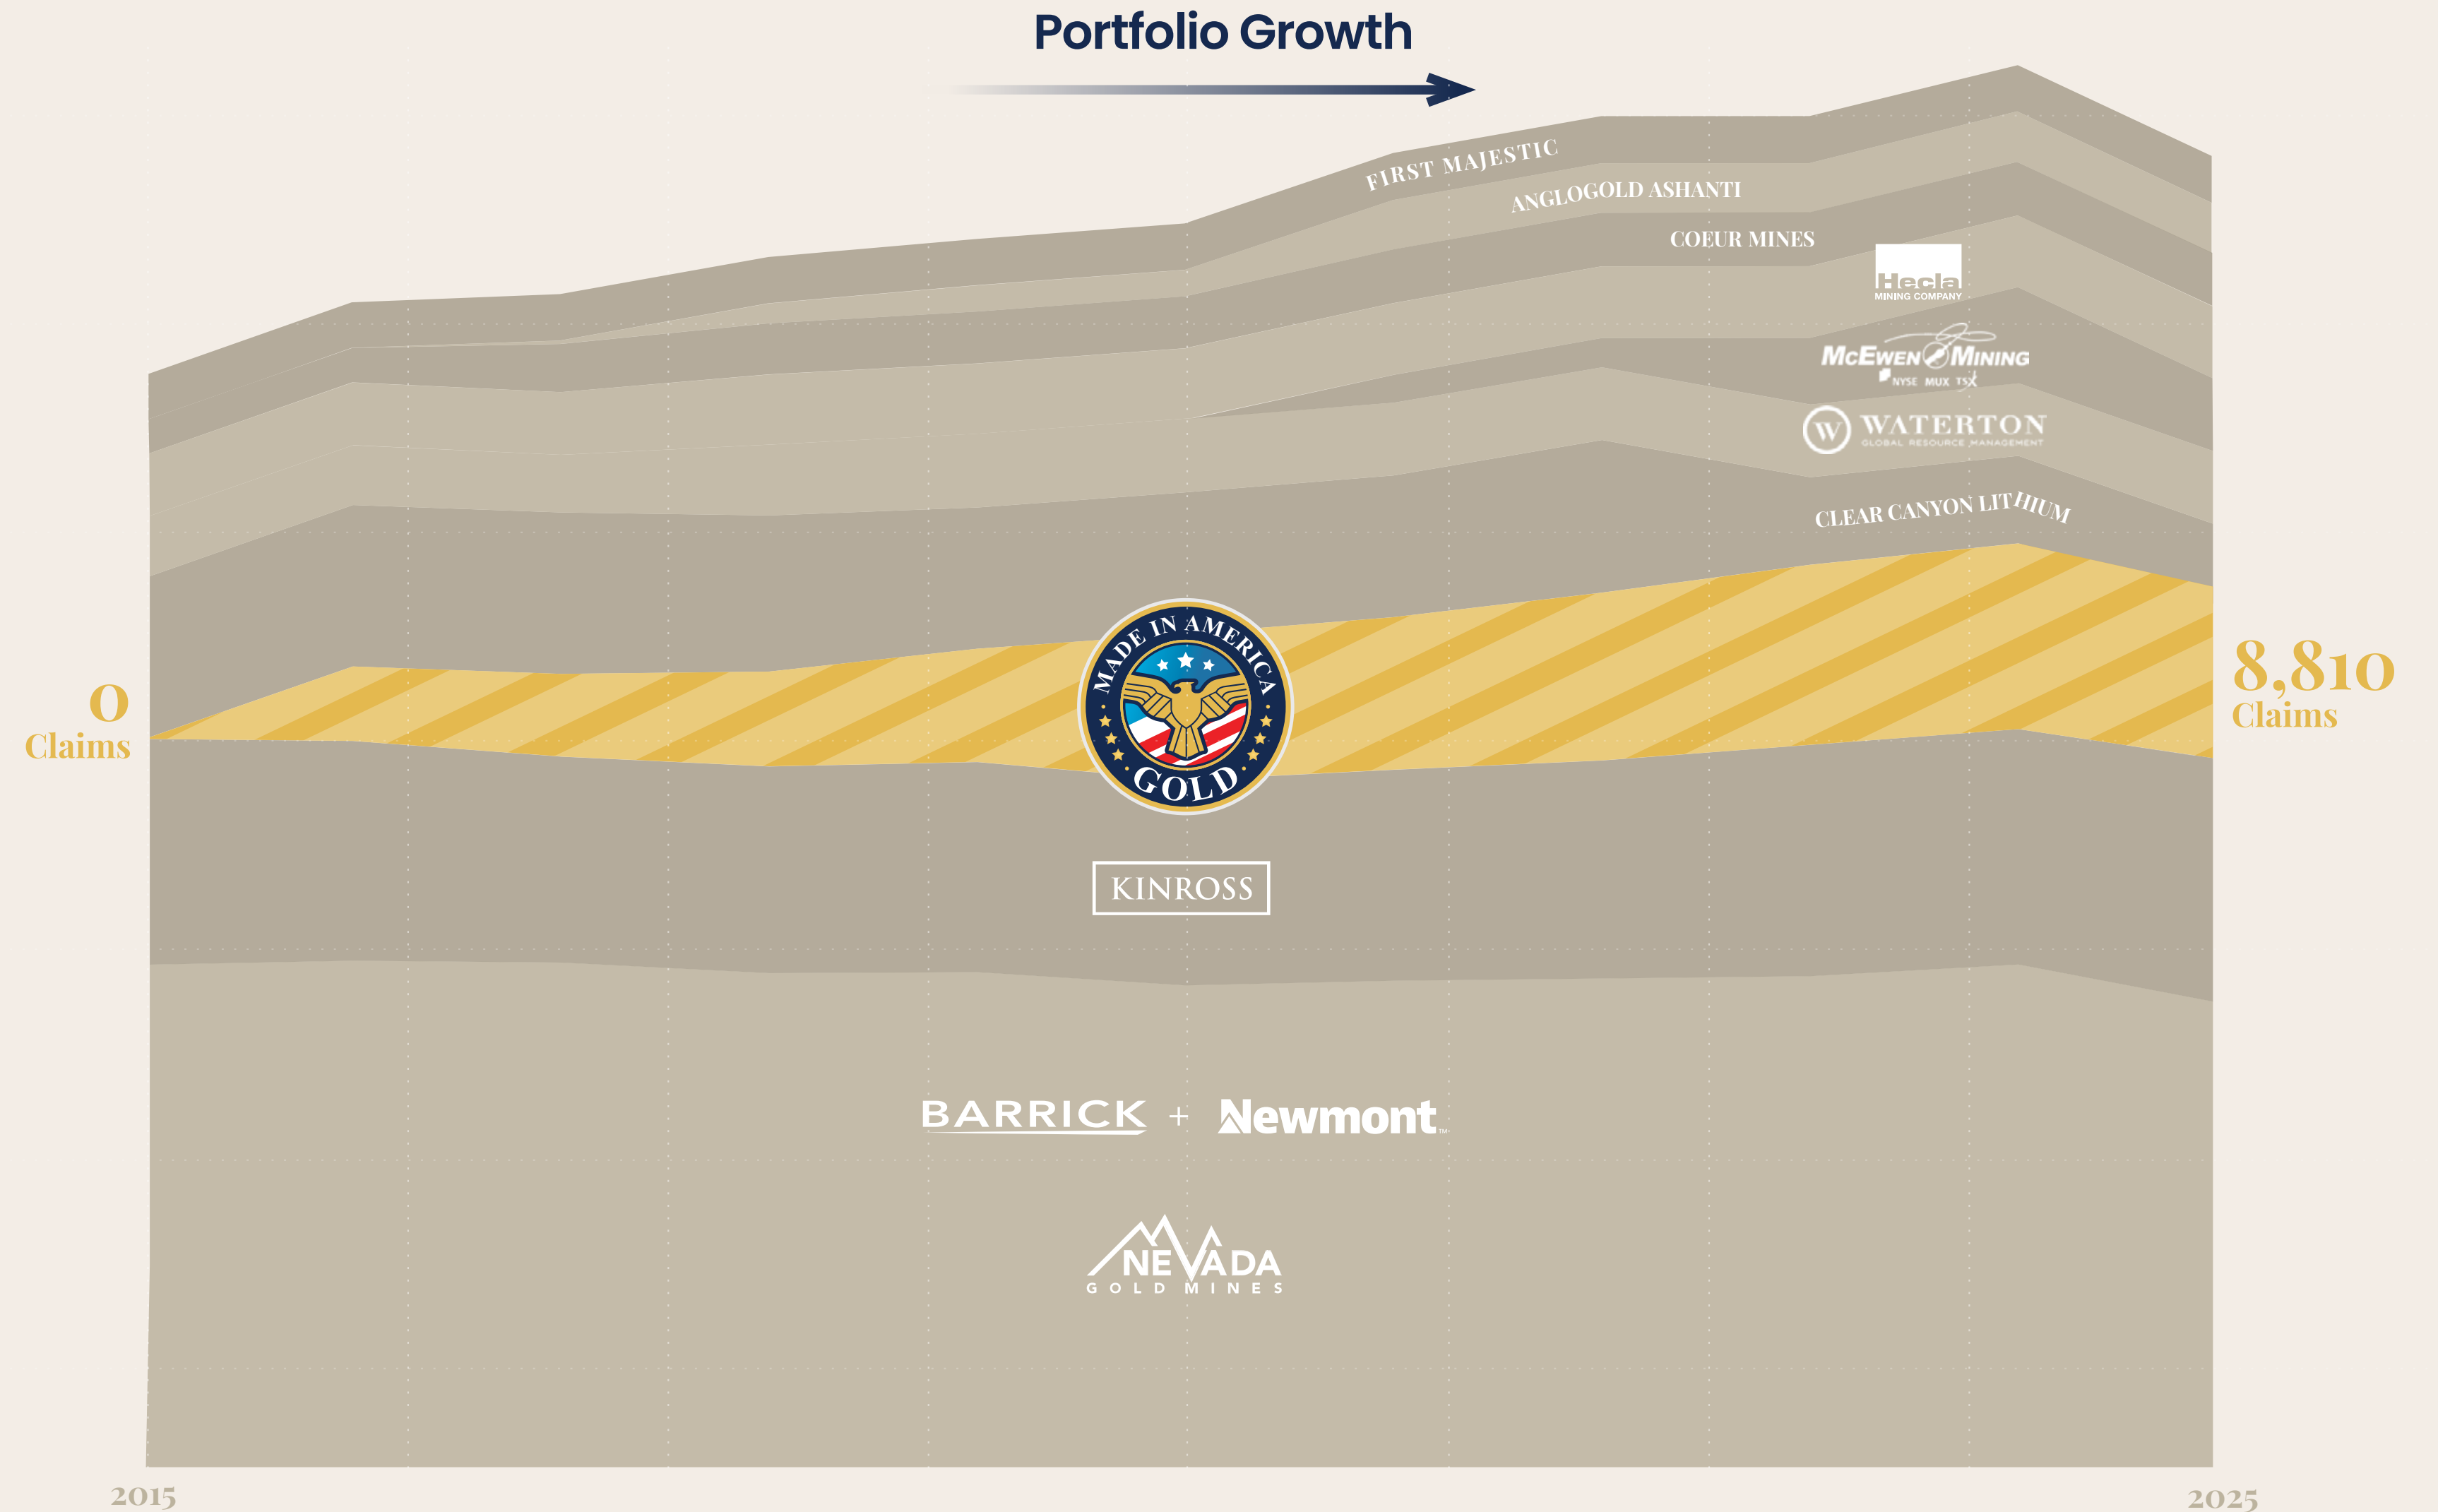 Portfolio Growth
FIRST MAJESTIC
ANGLOGOLD ASHANTI
COEUR MINES
Hecla
MINING COMPANY
McEWEN MINING
NYSE MUX TSX
W WATERTON
GLOBAL RESOURCE MANAGEMENT
CLEAR CANYON LITHIUM
MADE IN AMERICA
GOLD
0
Claims
8,810
Claims
KINROSS
BARRICK + Newmont™
NEVADA
GOLD MINES
2015
2025